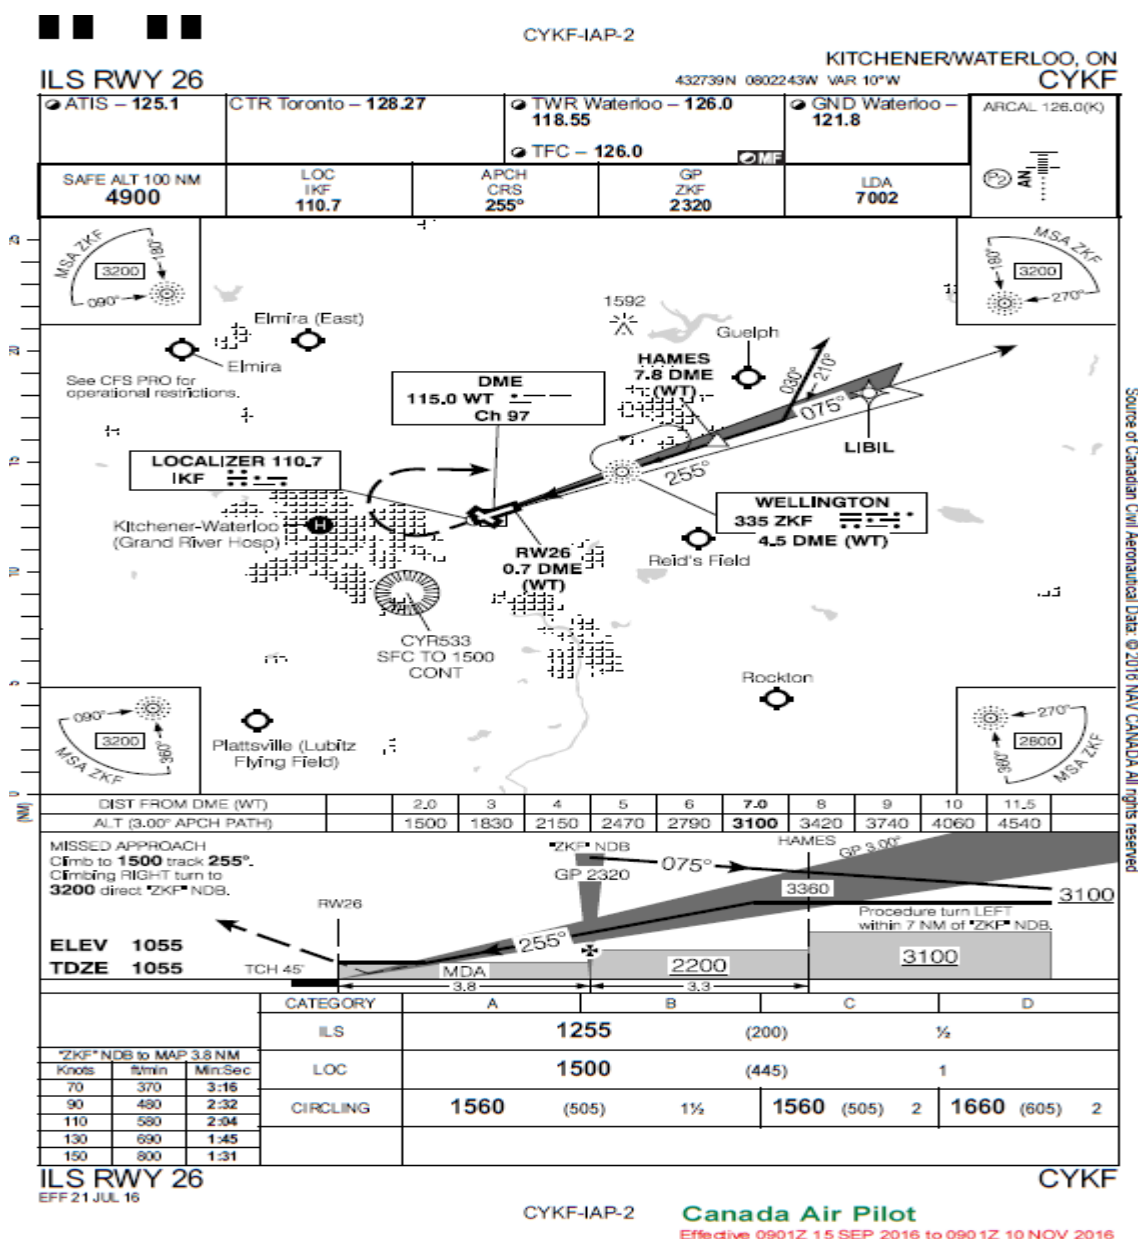 CYKF-IAP-2
KITCHENER/WATERLOO, ON
ILS RWY 26
432739N 0802243W VAR 10°W
CYKF
ATIS – 125.1
CTR Toronto – 128.27
TWR Waterloo – 126.0
118.55
TFC – 126.0
MF
GND Waterloo –
121.8
ARCAL 126.0(K)
P2
AN
SAFE ALT 100 NM
4900
LOC
IKF
110.7
APCH
CRS
255°
GP
ZKF
2320
LDA
7002
MSA ZKF
180°
3200
090°
MSA ZKF
180°
3200
270°
1592
Elmira (East)
Guelph
Elmira
See CFS PRO for
operational restrictions.
HAMES
7.8 DME
(WT)
030°
210°
DME
115.0 WT
Ch 97
075°
LIBIL
LOCALIZER 110.7
IKF
255°
WELLINGTON
335 ZKF
4.5 DME (WT)
Kitchener-Waterloo
(Grand River Hosp)
H
RW26
0.7 DME
(WT)
Reid's Field
CYR533
SFC TO 1500
CONT
Rockton
090°
3200
360°
MSA ZKF
Plattsville (Lubitz
Flying Field)
270°
2800
360°
MSA ZKF
25
20
15
10
5
0
(NM)
DIST FROM DME (WT) 2.0 3 4 5 6 7.0 8 9 10 11.5
ALT (3.00° APCH PATH) 1500 1830 2150 2470 2790 3100 3420 3740 4060 4540
MISSED APPROACH
Climb to 1500 track 255°.
Climbing RIGHT turn to
3200 direct "ZKF" NDB.
"ZKF" NDB
GP 2320
075°
HAMES
GP 3.00°
3360
3100
Procedure turn LEFT
within 7 NM of "ZKF" NDB.
RW26
255°
ELEV 1055
TDZE 1055
TCH 45'
MDA
2200
3100
3.8
3.3
CATEGORY A B C D
ILS 1255 (200) ½
LOC 1500 (445) 1
CIRCLING 1560 (505) 1½ 1560 (505) 2 1660 (605) 2
"ZKF" NDB to MAP 3.8 NM
Knots ft/min Min:Sec
70 370 3:16
90 480 2:32
110 580 2:04
130 690 1:45
150 800 1:31
ILS RWY 26
CYKF
EFF 21 JUL 16
CYKF-IAP-2
Canada Air Pilot
Effective 0901Z 15 SEP 2016 to 0901Z 10 NOV 2016
Source of Canadian Civil Aeronautical Data: © 2016 NAV CANADA All rights reserved